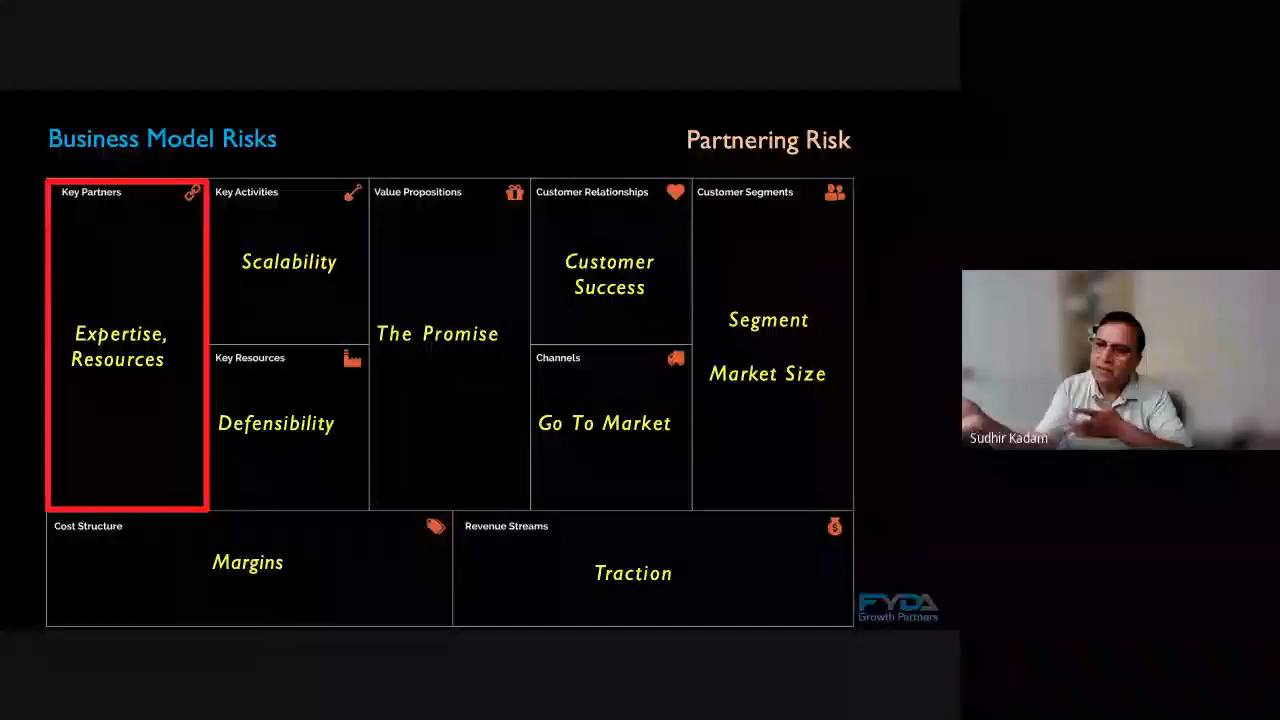 Business Model Risks
Partnering Risk
Key Partners
Expertise,
Resources
Key Activities
Scalability
Key Resources
Defensibility
Value Propositions
The Promise
Customer Relationships
Customer
Success
Channels
Go To Market
Customer Segments
Segment
Market Size
Cost Structure
Margins
Revenue Streams
$
Traction
FYDA
Growth Partners
Sudhir Kadam